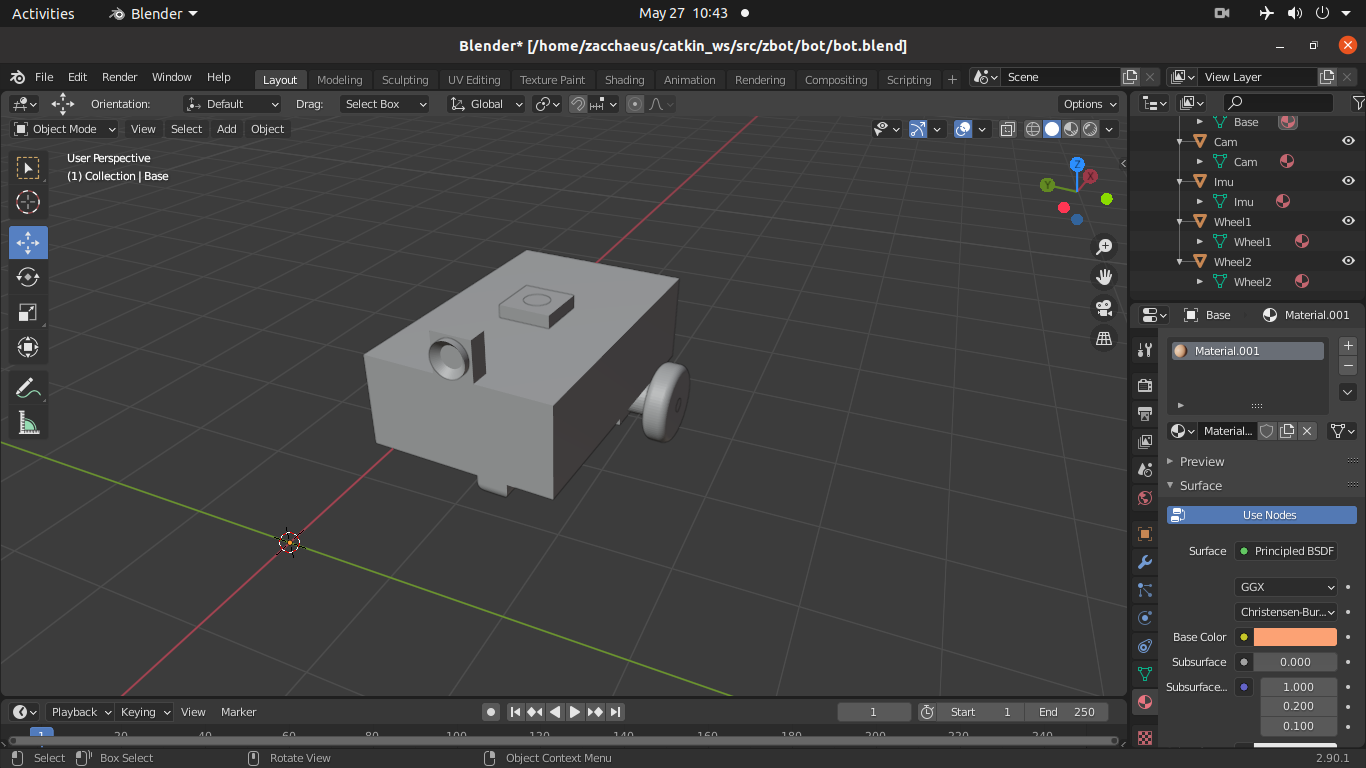 Activities Blender May 27 10:43
Blender* [/home/zacchaeus/catkin_ws/src/zbot/bot/bot.blend]
File Edit Render Window Help Layout Modeling Sculpting UV Editing Texture Paint Shading Animation Rendering Compositing Scripting + Scene View Layer
Orientation: Default Drag: Select Box Global Options
Object Mode View Select Add Object
User Perspective
(1) Collection | Base
Z
X
Y
Base
Cam
Cam
Imu
Imu
Wheel1
Wheel1
Wheel2
Wheel2
Base Material.001
Material.001
Material...
Preview
Surface
Use Nodes
Surface Principled BSDF
GGX
Christensen-Bur...
Base Color
Subsurface 0.000
Subsurface... 1.000
0.200
0.100
Playback Keying View Marker 1 Start 1 End 250
1 20 40 60 80 100 120 140 160 180 200 220 240
Select Box Select Rotate View Object Context Menu 2.90.1